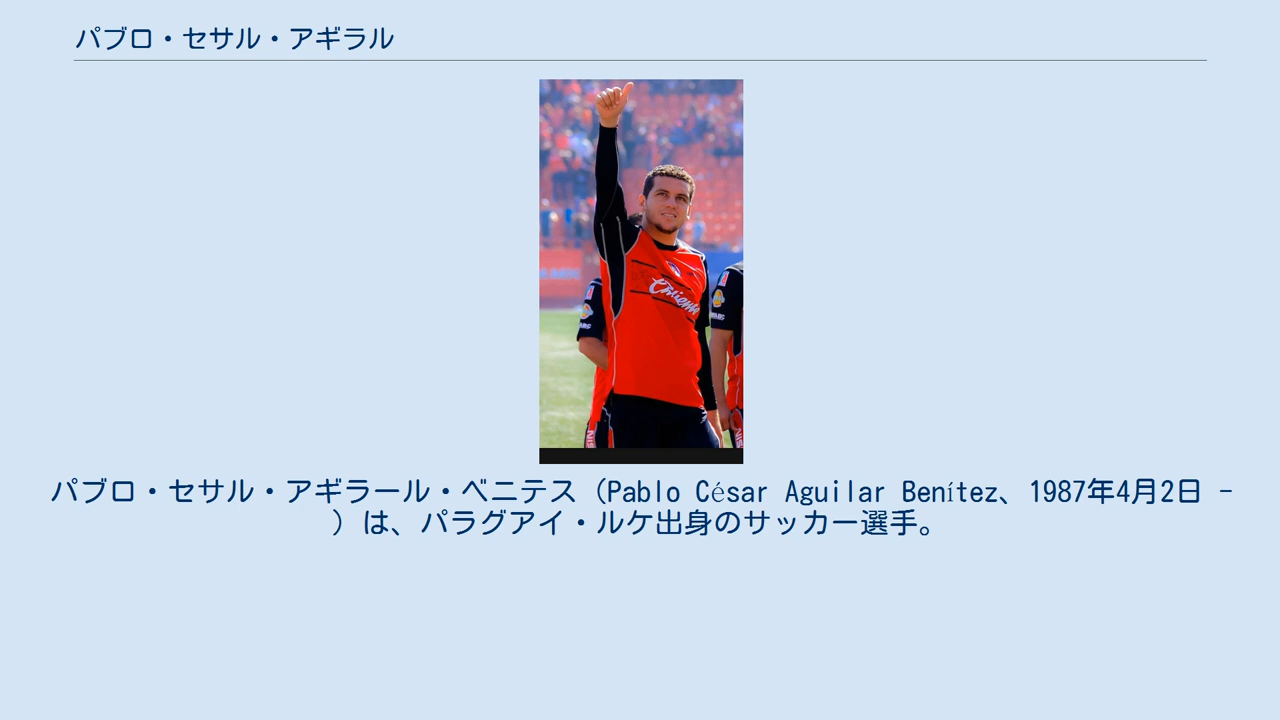 パブロ・セサル・アギラル
Caliente
パブロ・セサル・アギラール・ベニテス（Pablo César Aguilar Benítez、1987年4月2日 -
）は、パラグアイ・ルケ出身のサッカー選手。